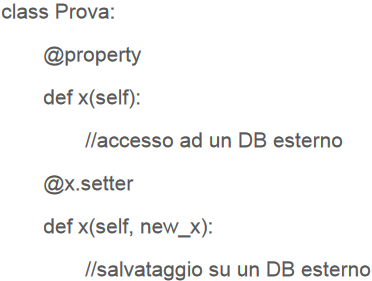 class Prova:
@property
def x(self):
//accesso ad un DB esterno
@x.setter
def x(self, new_x):
//salvataggio su un DB esterno